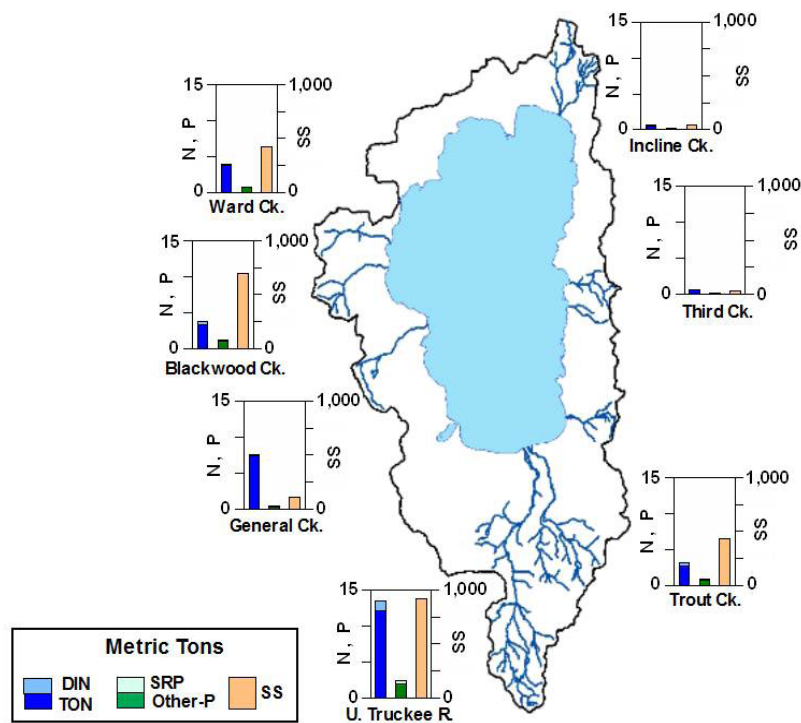 15
1,000
N, P
SS
0
0
Incline Ck.
15
1,000
N, P
SS
0
0
Ward Ck.
15
1,000
N, P
SS
0
0
Third Ck.
15
1,000
N, P
SS
0
0
Blackwood Ck.
15
1,000
N, P
SS
0
0
General Ck.
15
1,000
N, P
SS
0
0
Trout Ck.
15
1,000
N, P
SS
0
0
U. Truckee R.
Metric Tons
DIN SRP SS
TON Other-P